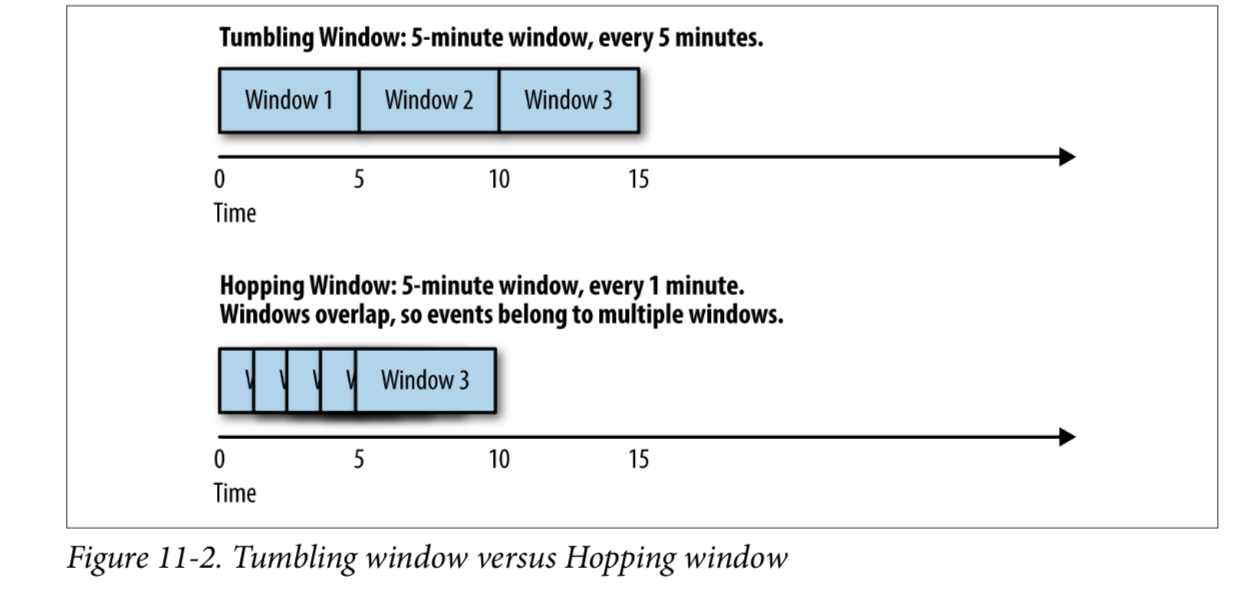 Tumbling Window: 5-minute window, every 5 minutes.
Window 1 Window 2 Window 3
0 5 10 15
Time
Hopping Window: 5-minute window, every 1 minute.
Windows overlap, so events belong to multiple windows.
Window 3
0 5 10 15
Time
Figure 11-2. Tumbling window versus Hopping window